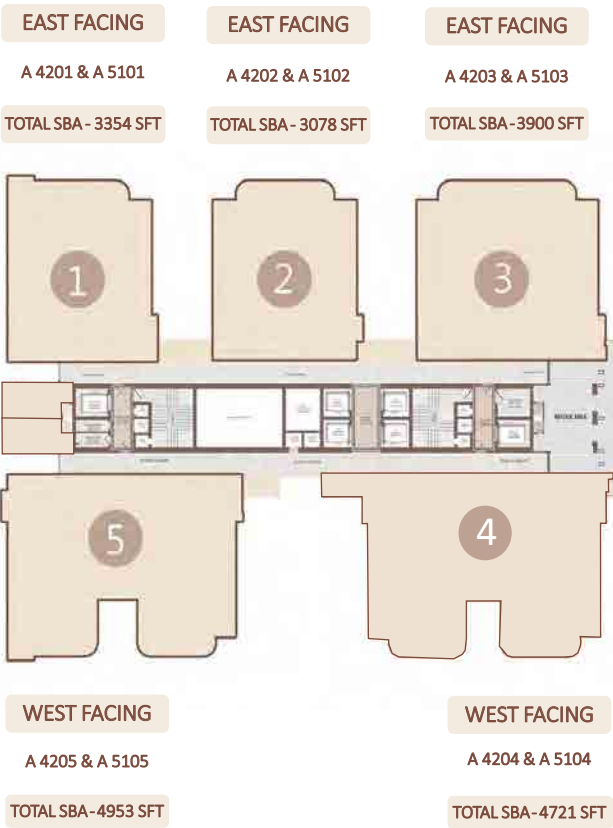 EAST FACING
A 4201 & A 5101
TOTAL SBA - 3354 SFT
EAST FACING
A 4202 & A 5102
TOTAL SBA - 3078 SFT
EAST FACING
A 4203 & A 5103
TOTAL SBA -3900 SFT
1
2
3
5
4
WEST FACING
A 4205 & A 5105
TOTAL SBA -4953 SFT
WEST FACING
A 4204 & A 5104
TOTAL SBA -4721 SFT